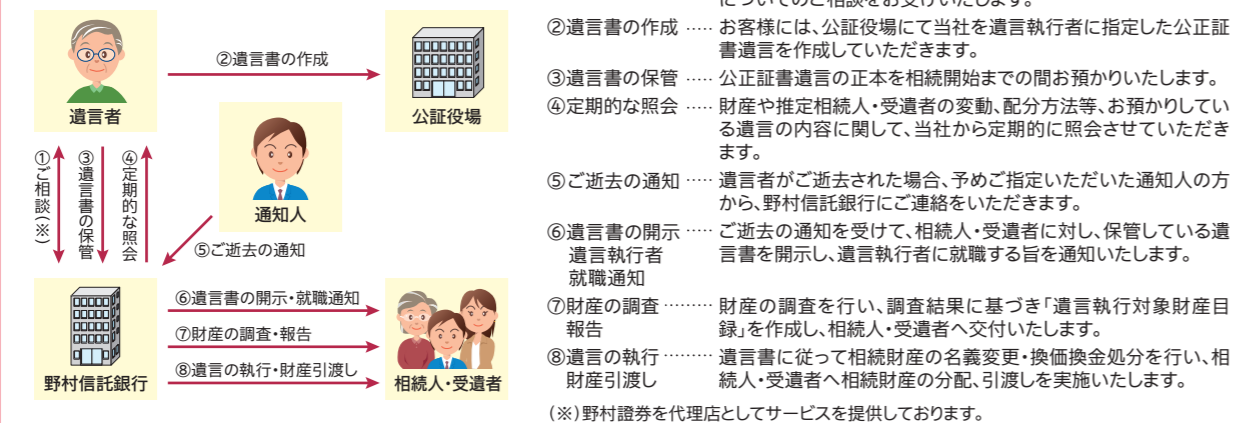 ②遺言書の作成
遺言者
公証役場
①ご相談(※)
③遺言書の保管
④定期的な照会
通知人
⑤ご逝去の通知
⑥遺言書の開示・就職通知
⑦財産の調査・報告
⑧遺言の執行・財産引渡し
野村信託銀行
相続人・受遺者
についてのご相談をお受けいたします。
②遺言書の作成 ‥‥‥ お客様には、公証役場にて当社を遺言執行者に指定した公正証
書遺言を作成していただきます。
③遺言書の保管 ‥‥‥ 公正証書遺言の正本を相続開始までの間お預かりいたします。
④定期的な照会 ‥‥‥ 財産や推定相続人・受遺者の変動、配分方法等、お預かりしてい
る遺言の内容に関して、当社から定期的に照会させていただき
ます。
⑤ご逝去の通知 ‥‥‥ 遺言者がご逝去された場合、予めご指定いただいた通知人の方
から、野村信託銀行にご連絡をいただきます。
⑥遺言書の開示 ‥‥‥ ご逝去の通知を受けて、相続人・受遺者に対し、保管している遺
遺言執行者 言書を開示し、遺言執行者に就職する旨を通知いたします。
就職通知
⑦財産の調査 ‥‥‥‥ 財産の調査を行い、調査結果に基づき「遺言執行対象財産目
報告 録」を作成し、相続人・受遺者へ交付いたします。
⑧遺言の執行 ‥‥‥‥ 遺言書に従って相続財産の名義変更・換価換金処分を行い、相
財産引渡し 続人・受遺者へ相続財産の分配、引渡しを実施いたします。
(※)野村證券を代理店としてサービスを提供しております。